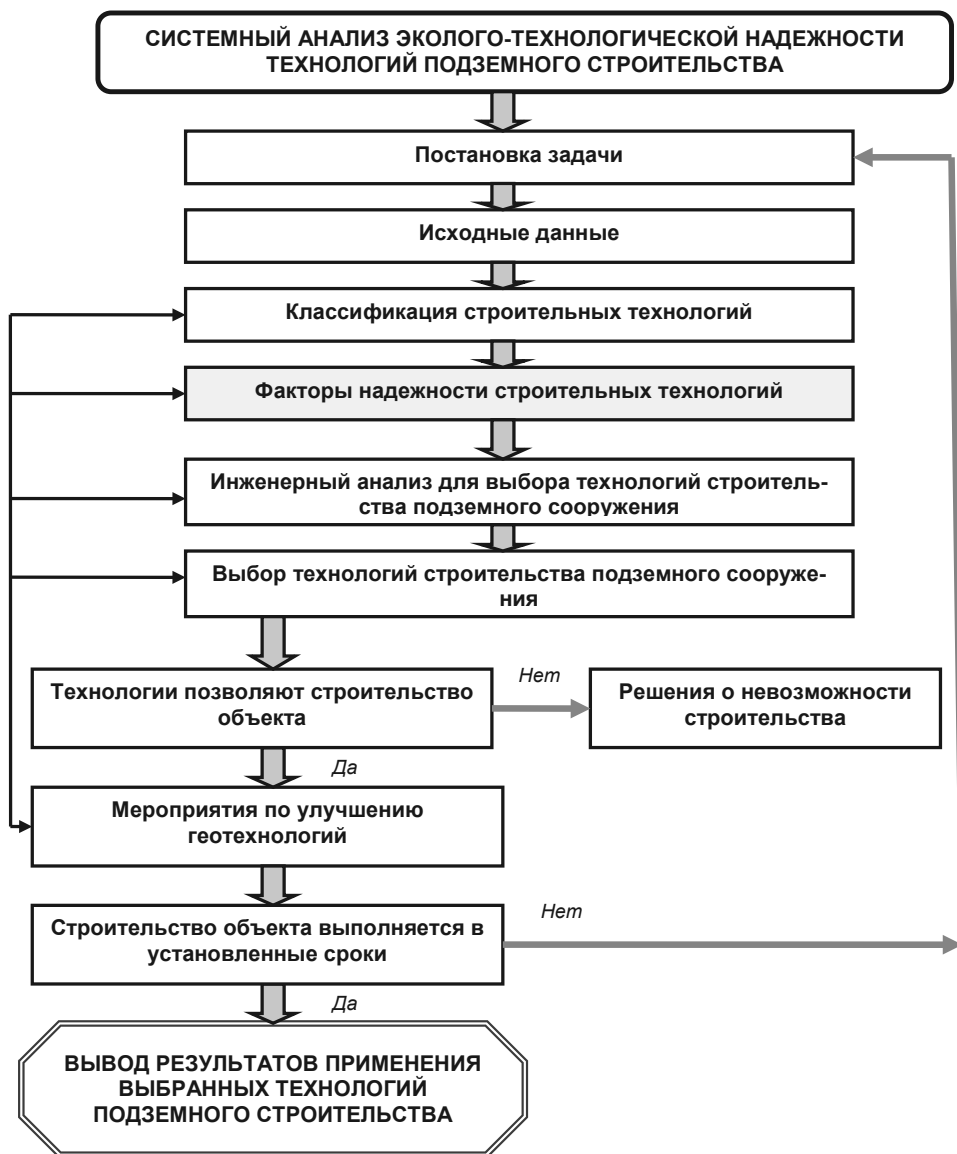 СИСТЕМНЫЙ АНАЛИЗ ЭКОЛОГО-ТЕХНОЛОГИЧЕСКОЙ НАДЕЖНОСТИ
ТЕХНОЛОГИЙ ПОДЗЕМНОГО СТРОИТЕЛЬСТВА
Постановка задачи
Исходные данные
Классификация строительных технологий
Факторы надежности строительных технологий
Инженерный анализ для выбора технологий строитель-
ства подземного сооружения
Выбор технологий строительства подземного сооруже-
ния
Технологии позволяют строительство
объекта
Нет
Решения о невозможности
строительства
Да
Мероприятия по улучшению
геотехнологий
Строительство объекта выполняется в
установленные сроки
Нет
Да
ВЫВОД РЕЗУЛЬТАТОВ ПРИМЕНЕНИЯ
ВЫБРАННЫХ ТЕХНОЛОГИЙ
ПОДЗЕМНОГО СТРОИТЕЛЬСТВА